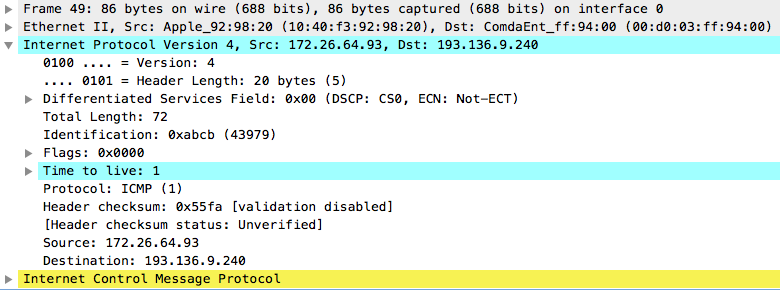 Frame 49: 86 bytes on wire (688 bits), 86 bytes captured (688 bits) on interface 0
Ethernet II, Src: Apple_92:98:20 (10:40:f3:92:98:20), Dst: ComdaEnt_ff:94:00 (00:d0:03:ff:94:00)
Internet Protocol Version 4, Src: 172.26.64.93, Dst: 193.136.9.240
0100 .... = Version: 4
.... 0101 = Header Length: 20 bytes (5)
Differentiated Services Field: 0x00 (DSCP: CS0, ECN: Not-ECT)
Total Length: 72
Identification: 0xabcb (43979)
Flags: 0x0000
Time to live: 1
Protocol: ICMP (1)
Header checksum: 0x55fa [validation disabled]
[Header checksum status: Unverified]
Source: 172.26.64.93
Destination: 193.136.9.240
Internet Control Message Protocol